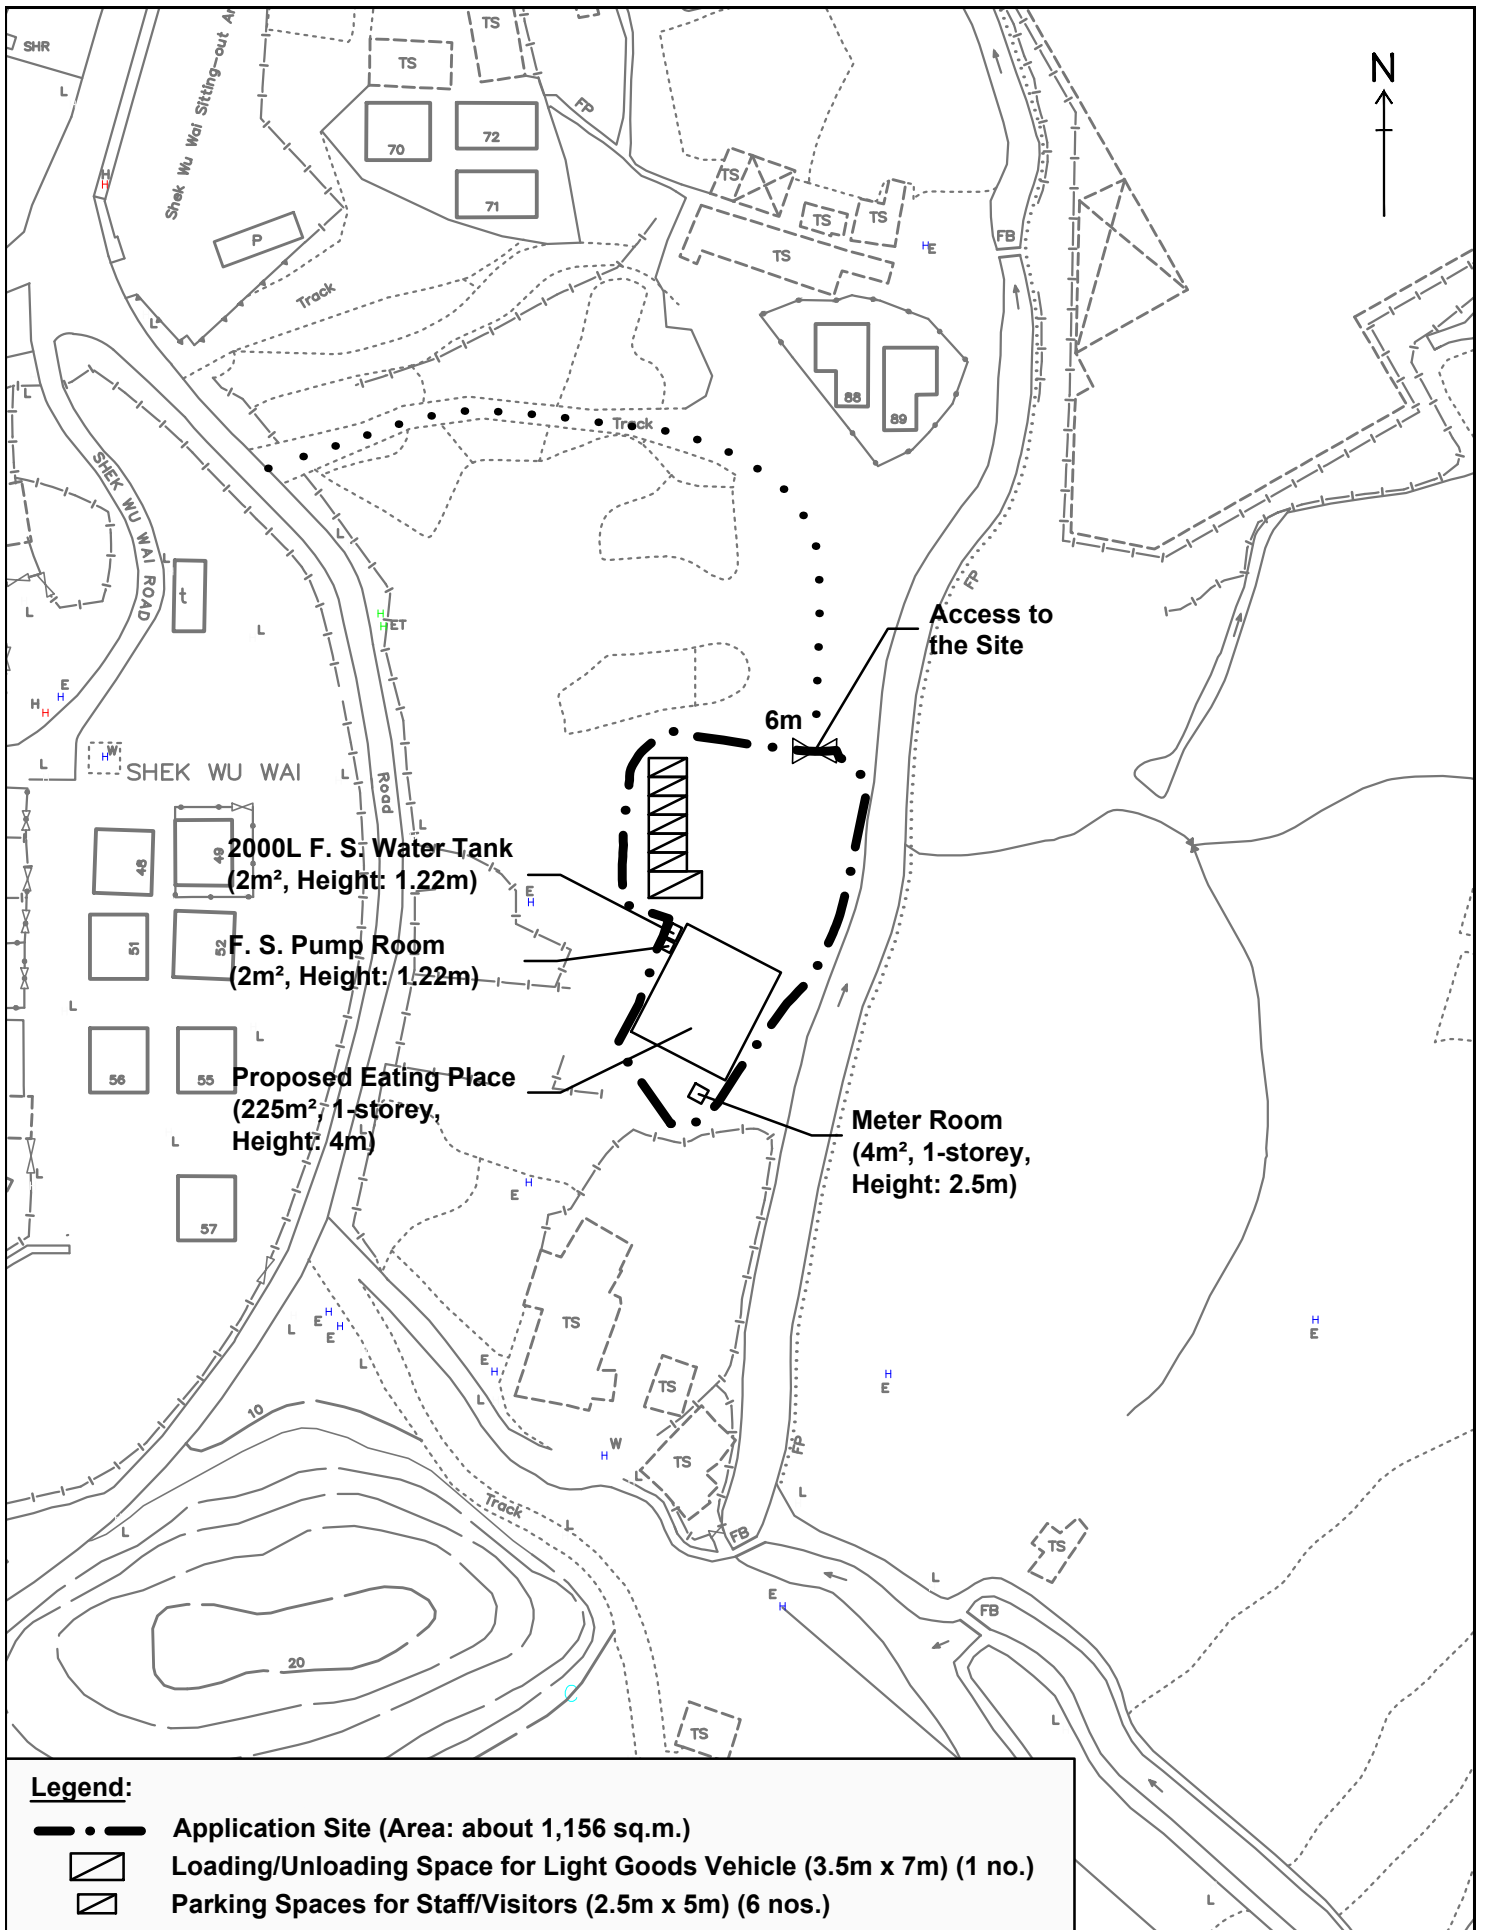 SHR
TS
TS
N
L
Shek Wu Wai Sitting-out Ar
FP
70
72
71
H
H
TS
TS
TS
TS
P
FB
HE
Track
L
88
89
L
Track
SHEK WU WAI ROAD
L
FP
L
t
L
L
H
HET
Access to
the Site
E
H
H
H
6m
W
H
L
SHEK WU WAI
Road
L
48
49
2000L F. S. Water Tank
(2m², Height: 1.22m)
E
H
51
52
F. S. Pump Room
(2m², Height: 1.22m)
L
L
56
55
Proposed Eating Place
(225m², 1-storey,
Height: 4m)
L
L
Meter Room
(4m², 1-storey,
Height: 2.5m)
57
H
E
H
E
H
E
L
TS
H
E
L
E
H
H
E
TS
L
10
W
H
TS
L
FP
L
Track
L
L
FB
TS
L
E
H
FB
20
C
TS
L
L
Legend:
Application Site (Area: about 1,156 sq.m.)
Loading/Unloading Space for Light Goods Vehicle (3.5m x 7m) (1 no.)
Parking Spaces for Staff/Visitors (2.5m x 5m) (6 nos.)